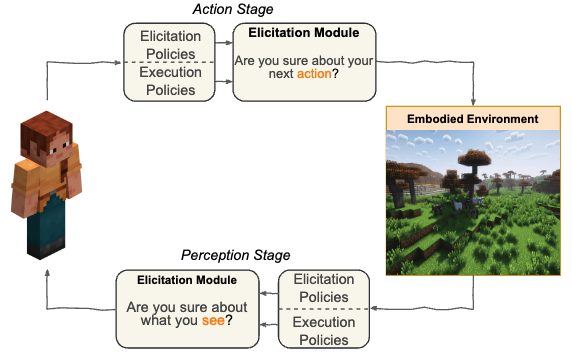 Action Stage
Elicitation
Policies
Execution
Policies
Elicitation Module
Are you sure about your
next action?
Embodied Environment
Perception Stage
Elicitation Module
Are you sure about
what you see?
Elicitation
Policies
Execution
Policies